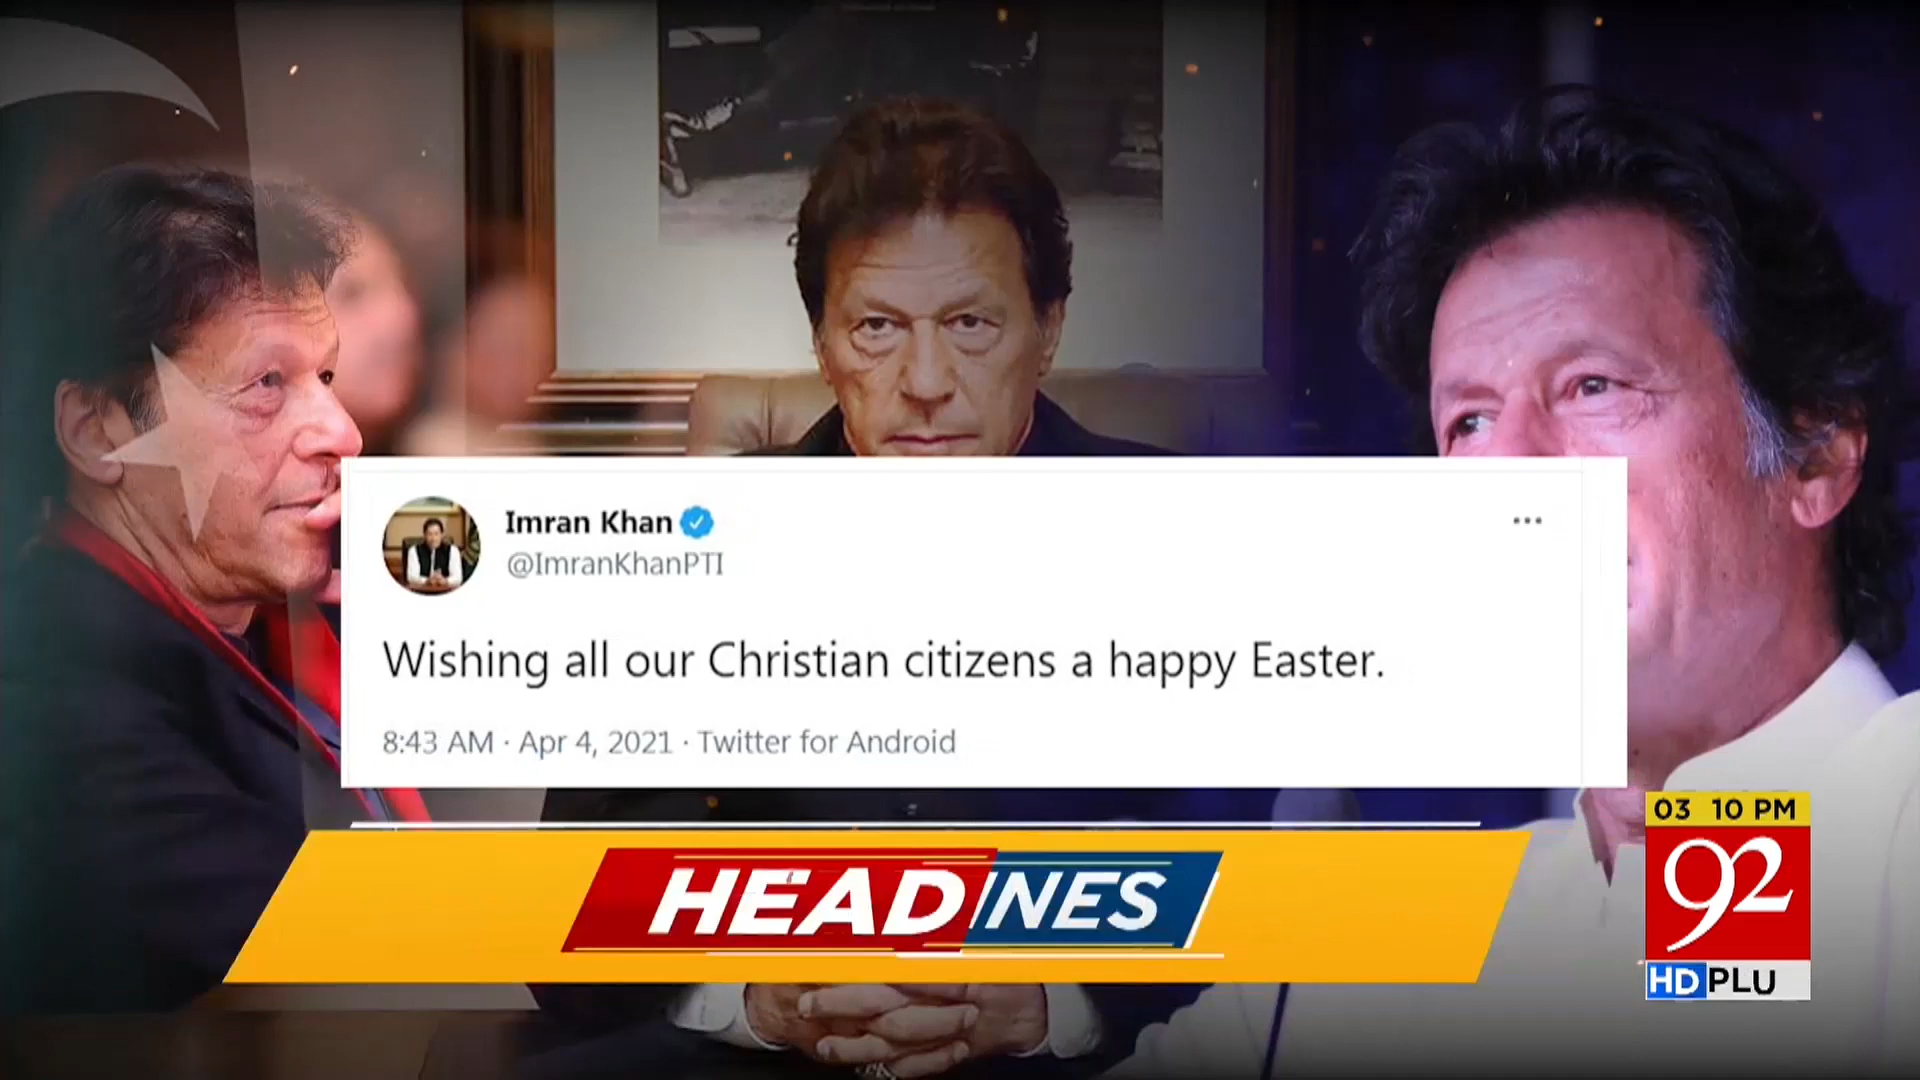 Imran Khan
@ImranKhanPTI
Wishing all our Christian citizens a happy Easter.
8:43 AM · Apr 4, 2021 · Twitter for Android
03 10 PM
92
HD PLU
HEADINES